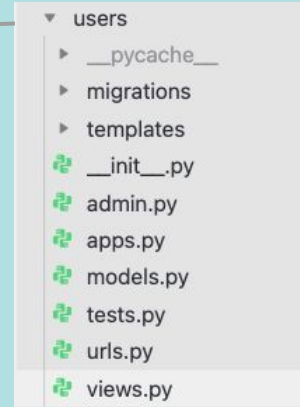 users
__pycache__
migrations
templates
__init__.py
admin.py
apps.py
models.py
tests.py
urls.py
views.py